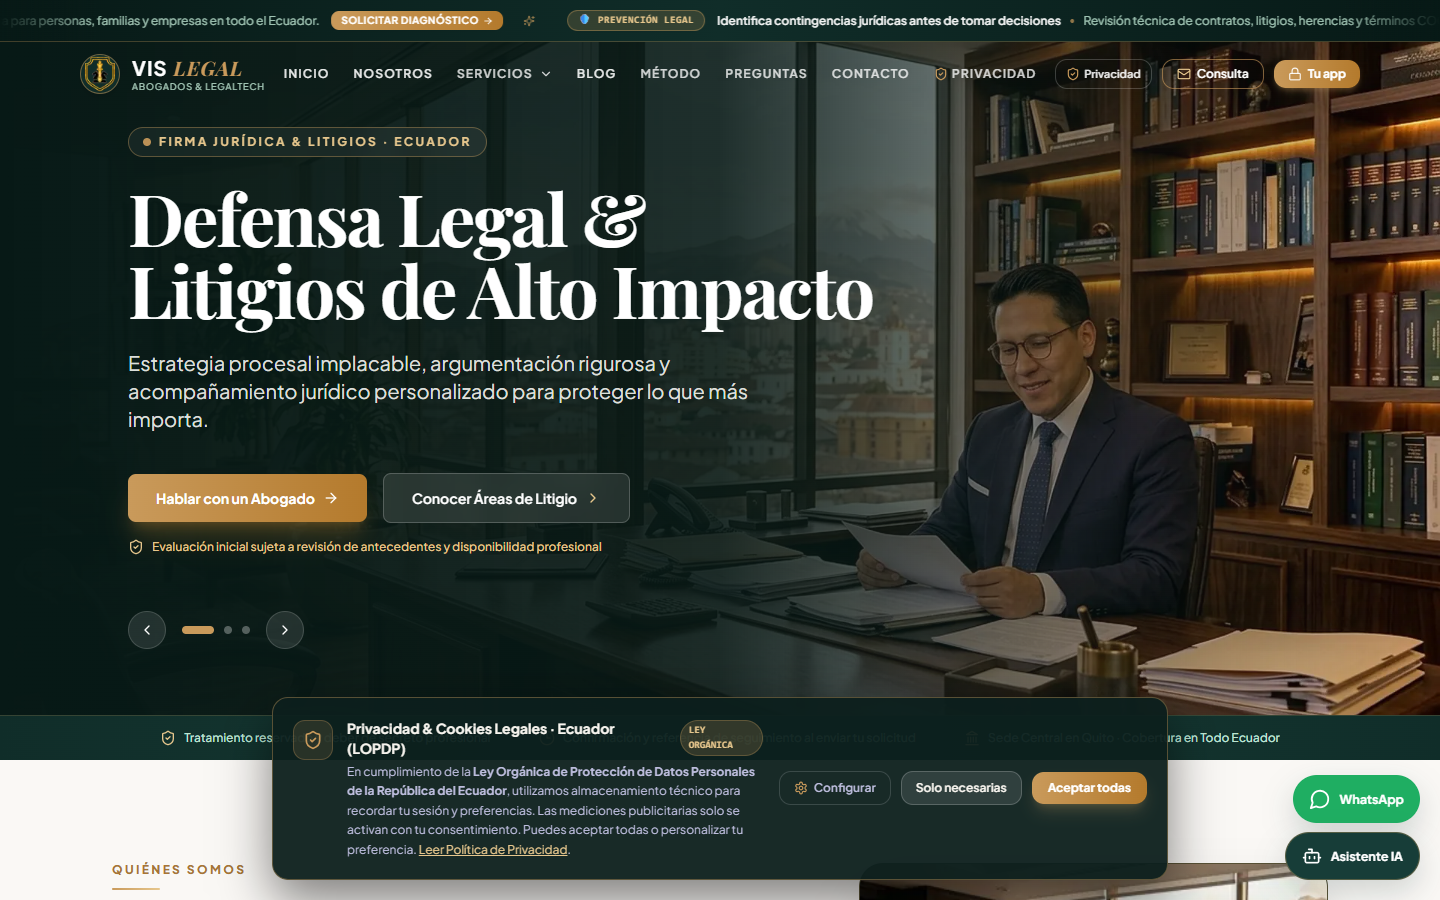 para personas, familias y empresas en todo el Ecuador. SOLICITAR DIAGNÓSTICO → PREVENCIÓN LEGAL Identifica contingencias jurídicas antes de tomar decisiones • Revisión técnica de contratos, litigios, herencias y términos
VIS LEGAL
ABOGADOS & LEGALTECH
INICIO NOSOTROS SERVICIOS BLOG MÉTODO PREGUNTAS CONTACTO PRIVACIDAD Privacidad Consulta Tu app
FIRMA JURÍDICA & LITIGIOS · ECUADOR
Defensa Legal &
Litigios de Alto Impacto
Estrategia procesal implacable, argumentación rigurosa y
acompañamiento jurídico personalizado para proteger lo que más
importa.
Hablar con un Abogado → Conocer Áreas de Litigio
Evaluación inicial sujeta a revisión de antecedentes y disponibilidad profesional
Tratamiento res
Sede Central en Quito · Cobertura en Todo Ecuador
Privacidad & Cookies Legales · Ecuador
(LOPDP)
LEY
ORGÁNICA
En cumplimiento de la Ley Orgánica de Protección de Datos Personales
de la República del Ecuador, utilizamos almacenamiento técnico para
recordar tu sesión y preferencias. Las mediciones publicitarias solo se
activan con tu consentimiento. Puedes aceptar todas o personalizar tu
preferencia. Leer Política de Privacidad.
Configurar Solo necesarias Aceptar todas
WhatsApp
Asistente IA
QUIÉNES SOMOS